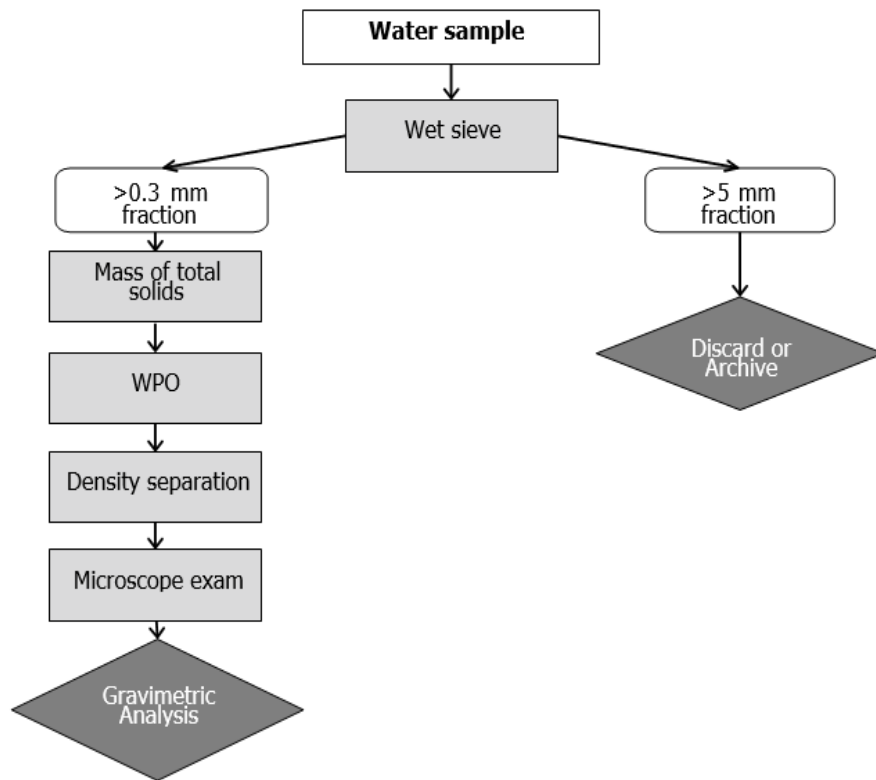 Water sample
Wet sieve
>0.3 mm
fraction
>5 mm
fraction
Mass of total
solids
WPO
Discard or
Archive
Density separation
Microscope exam
Gravimetric
Analysis